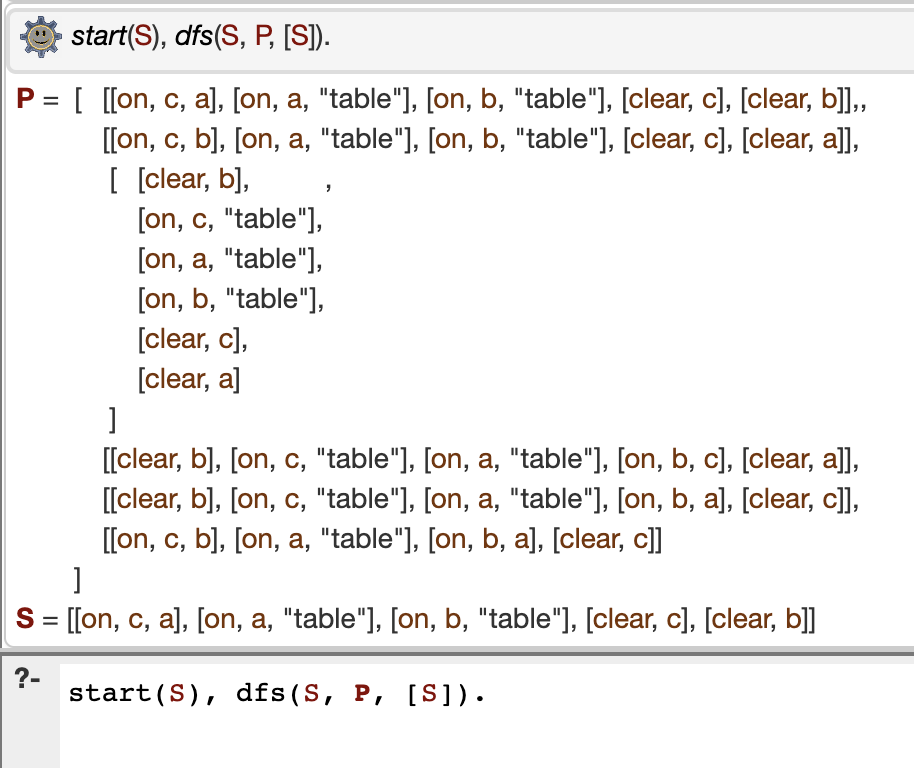 start(S), dfs(S, P, [S]).
P = [ [[on, c, a], [on, a, "table"], [on, b, "table"], [clear, c], [clear, b]],,
[[on, c, b], [on, a, "table"], [on, b, "table"], [clear, c], [clear, a]],
[ [clear, b], ,
[on, c, "table"],
[on, a, "table"],
[on, b, "table"],
[clear, c],
[clear, a]
]
[[clear, b], [on, c, "table"], [on, a, "table"], [on, b, c], [clear, a]],
[[clear, b], [on, c, "table"], [on, a, "table"], [on, b, a], [clear, c]],
[[on, c, b], [on, a, "table"], [on, b, a], [clear, c]]
]
S = [[on, c, a], [on, a, "table"], [on, b, "table"], [clear, c], [clear, b]]
?- start(S), dfs(S, P, [S]).